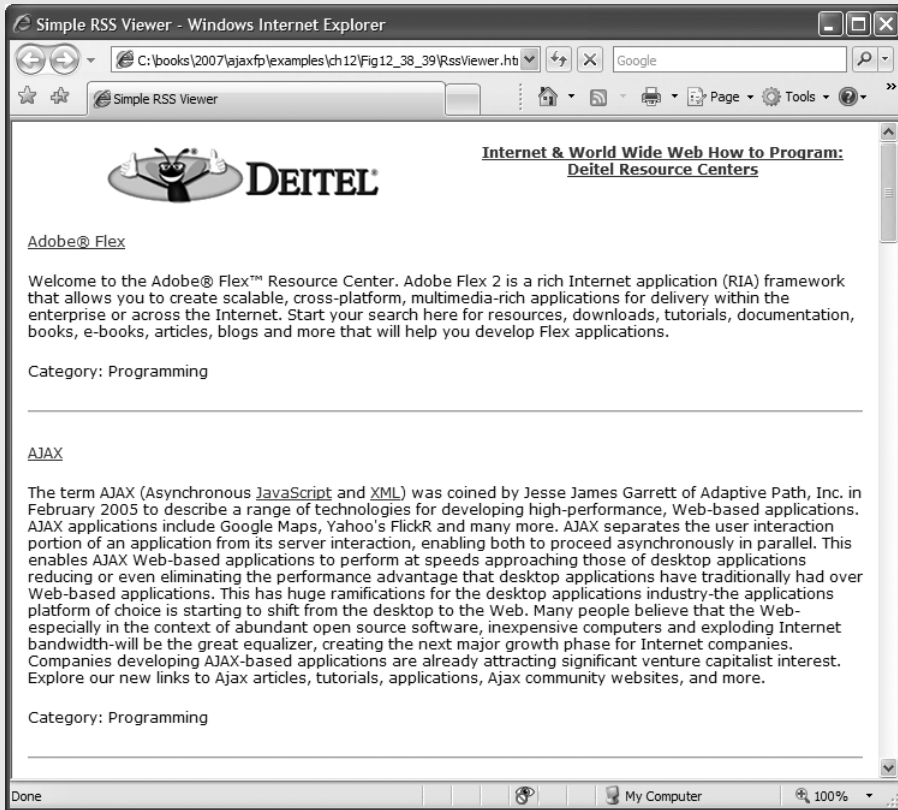 Simple RSS Viewer - Windows Internet Explorer
C:\books\2007\ajaxfp\examples\ch12\Fig12_38_39\RssViewer.ht
Google
Simple RSS Viewer
Page
Tools
»
DEITEL®
Internet & World Wide Web How to Program:
Deitel Resource Centers
Adobe® Flex
Welcome to the Adobe® Flex™ Resource Center. Adobe Flex 2 is a rich Internet application (RIA) framework
that allows you to create scalable, cross-platform, multimedia-rich applications for delivery within the
enterprise or across the Internet. Start your search here for resources, downloads, tutorials, documentation,
books, e-books, articles, blogs and more that will help you develop Flex applications.
Category: Programming
AJAX
The term AJAX (Asynchronous JavaScript and XML) was coined by Jesse James Garrett of Adaptive Path, Inc. in
February 2005 to describe a range of technologies for developing high-performance, Web-based applications.
AJAX applications include Google Maps, Yahoo's FlickR and many more. AJAX separates the user interaction
portion of an application from its server interaction, enabling both to proceed asynchronously in parallel. This
enables AJAX Web-based applications to perform at speeds approaching those of desktop applications
reducing or even eliminating the performance advantage that desktop applications have traditionally had over
Web-based applications. This has huge ramifications for the desktop applications industry-the applications
platform of choice is starting to shift from the desktop to the Web. Many people believe that the Web-
especially in the context of abundant open source software, inexpensive computers and exploding Internet
bandwidth-will be the great equalizer, creating the next major growth phase for Internet companies.
Companies developing AJAX-based applications are already attracting significant venture capitalist interest.
Explore our new links to Ajax articles, tutorials, applications, Ajax community websites, and more.
Category: Programming
Done
My Computer
100%